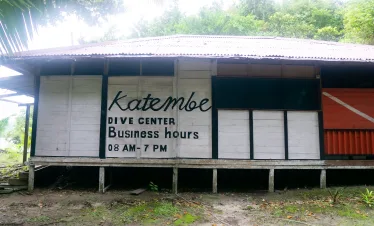 Katembe
DIVE CENTER
Business hours
08 AM- 7 PM